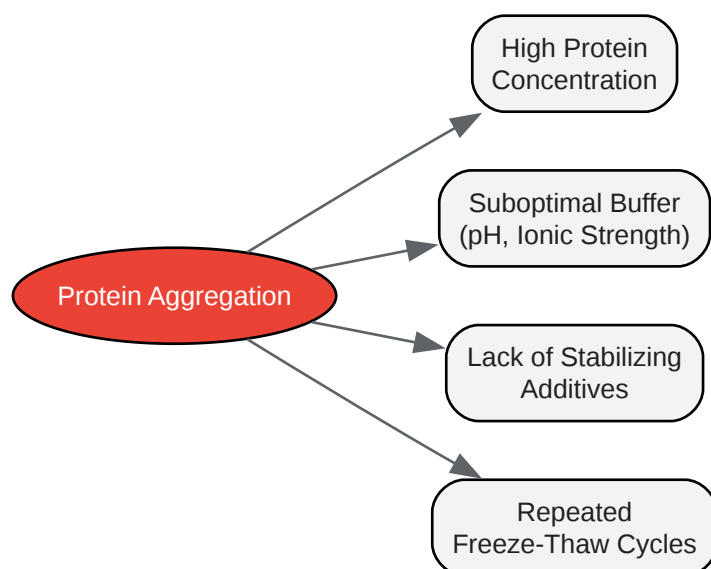 High Protein
Concentration
Suboptimal Buffer
(pH, Ionic Strength)
Protein Aggregation
Lack of Stabilizing
Additives
Repeated
Freeze-Thaw Cycles